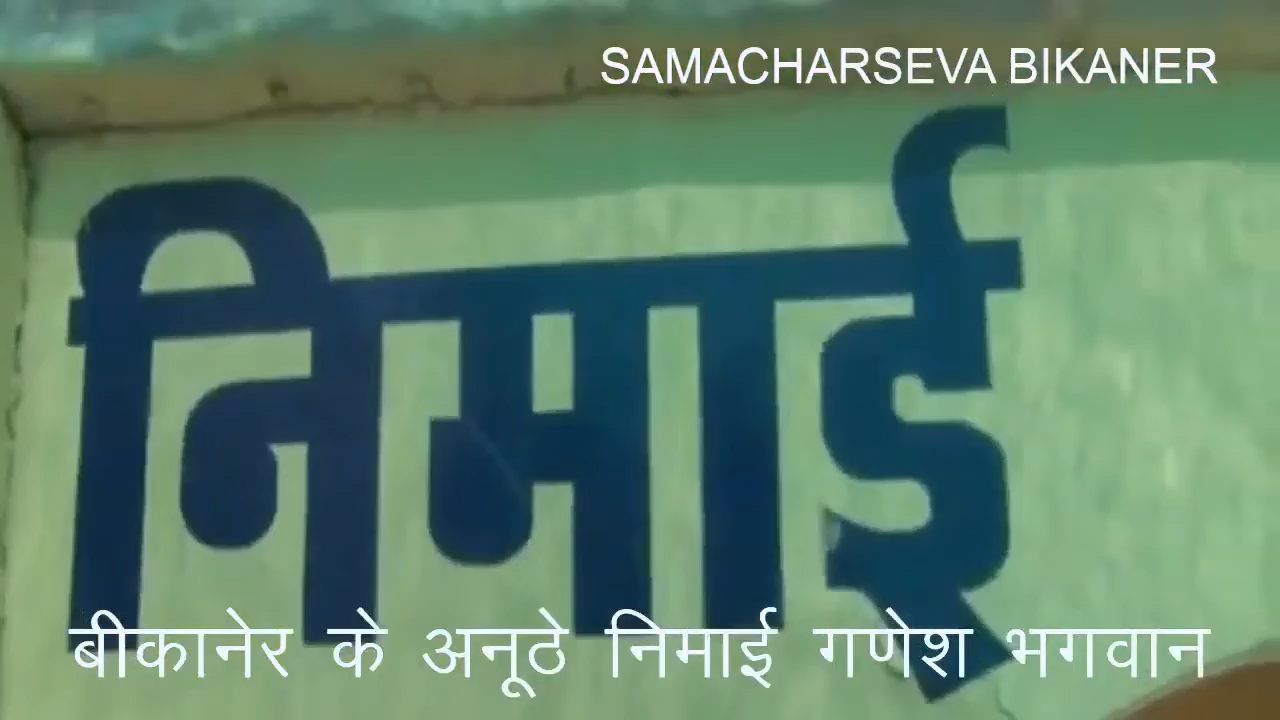 SAMACHARSEVA BIKANER
निमाई
बीकानेर के अनूठे निमाई गणेश भगवान